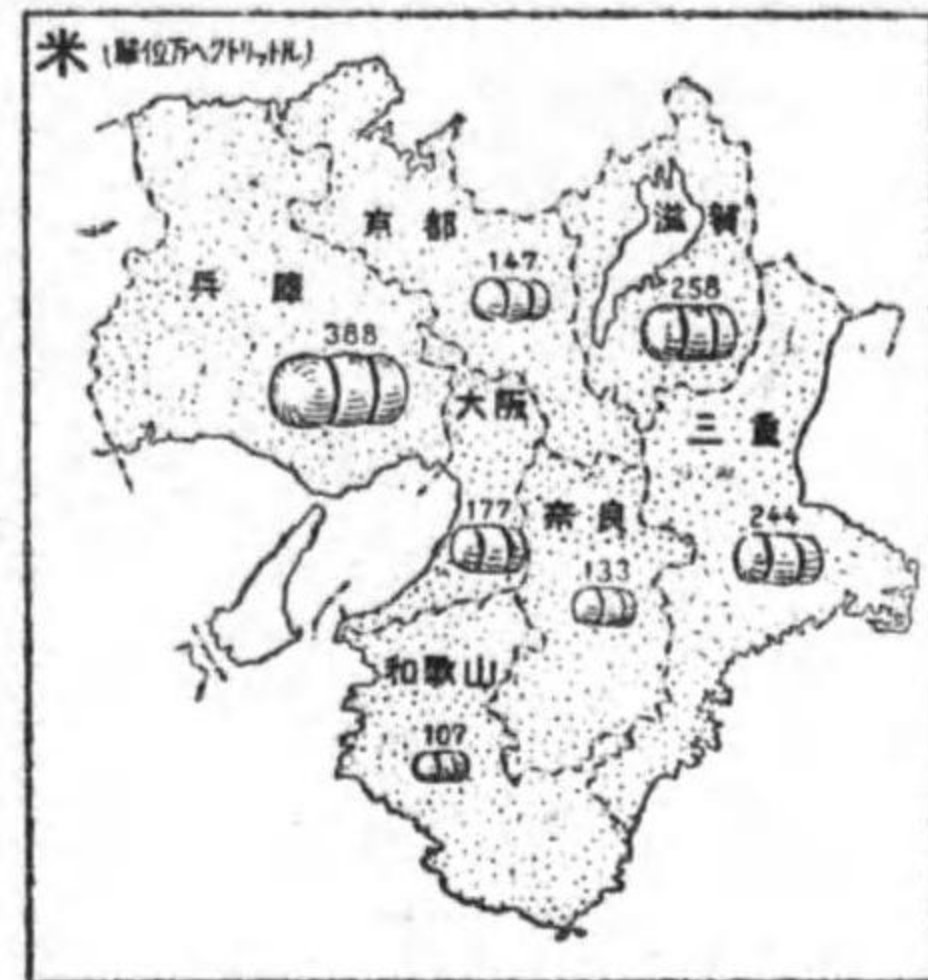 米 (單位万ヘクトリットル)
京都
滋賀
147
258
兵庫
388
大阪
三重
177
奈良
244
133
和歌山
107